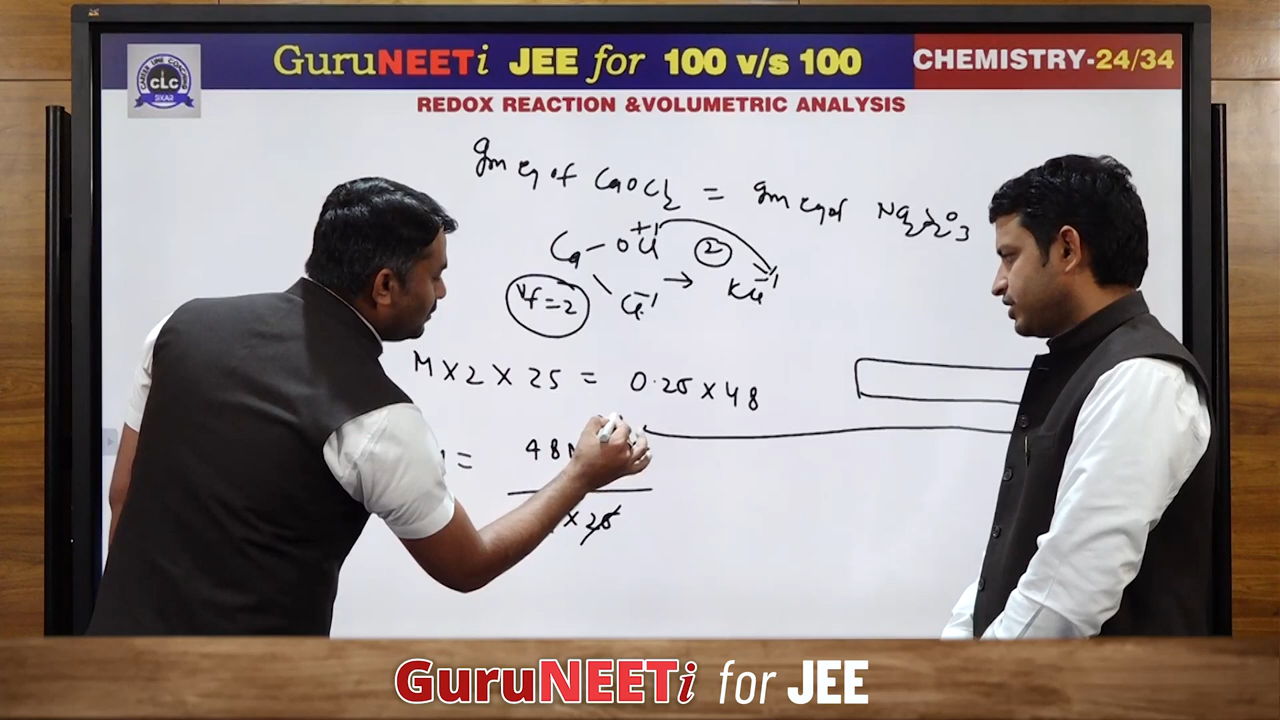 GuruNEETi JEE for 100 v/s 100 CHEMISTRY-24/34
CLC
SIKAR
REDOX REACTION &VOLUMETRIC ANALYSIS
gm eq of CaOCl2 = gm eq of Na2S2O3
Ca - OCl +1 2
Vf=2 Cl -1 → KCl -1
M x 2 x 25 = 0.25 x 48
= 48
x 25
GuruNEETi for JEE